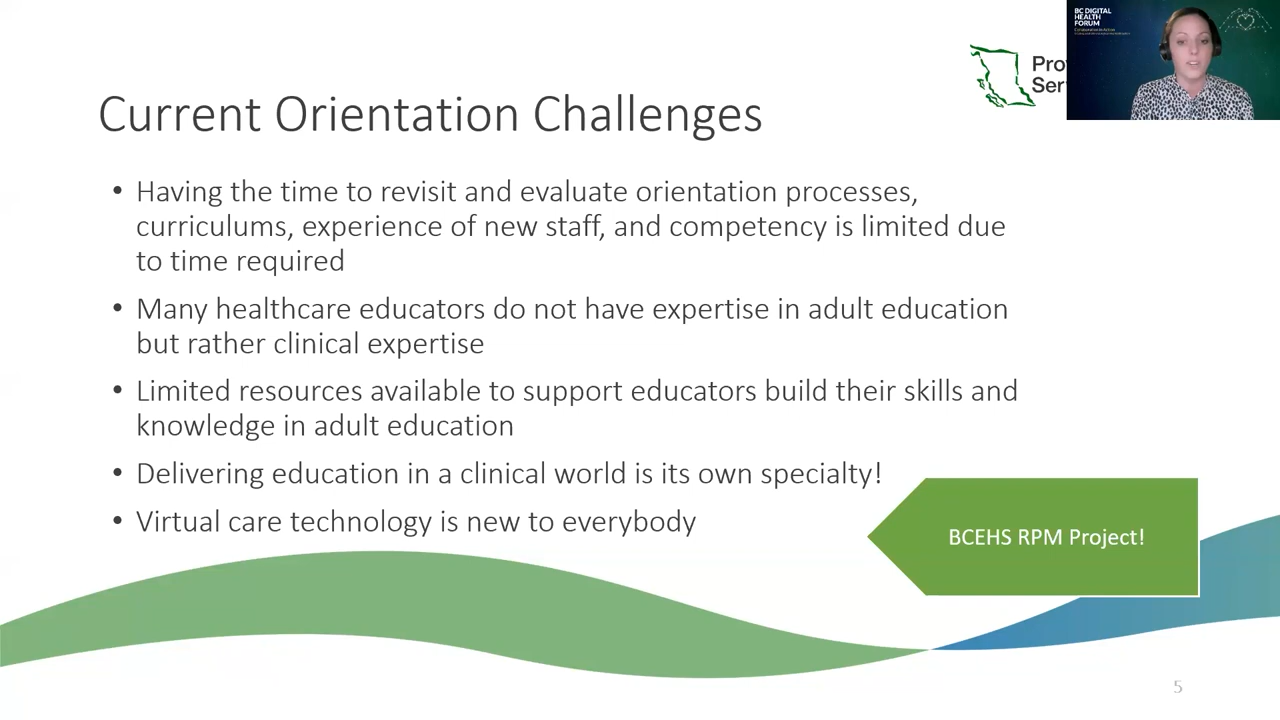 BC DIGITAL
HEALTH
FORUM
Current Orientation Challenges
• Having the time to revisit and evaluate orientation processes,
curriculums, experience of new staff, and competency is limited due
to time required
• Many healthcare educators do not have expertise in adult education
but rather clinical expertise
• Limited resources available to support educators build their skills and
knowledge in adult education
• Delivering education in a clinical world is its own specialty!
• Virtual care technology is new to everybody
BCEHS RPM Project!
5